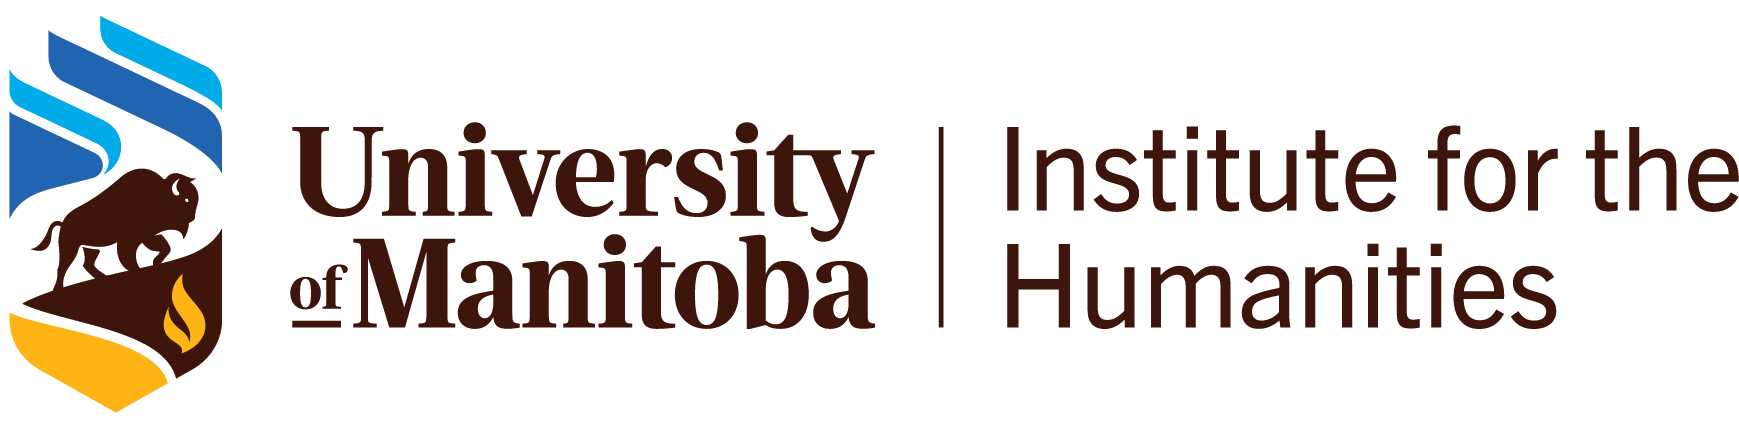 University
of Manitoba
Institute for the
Humanities